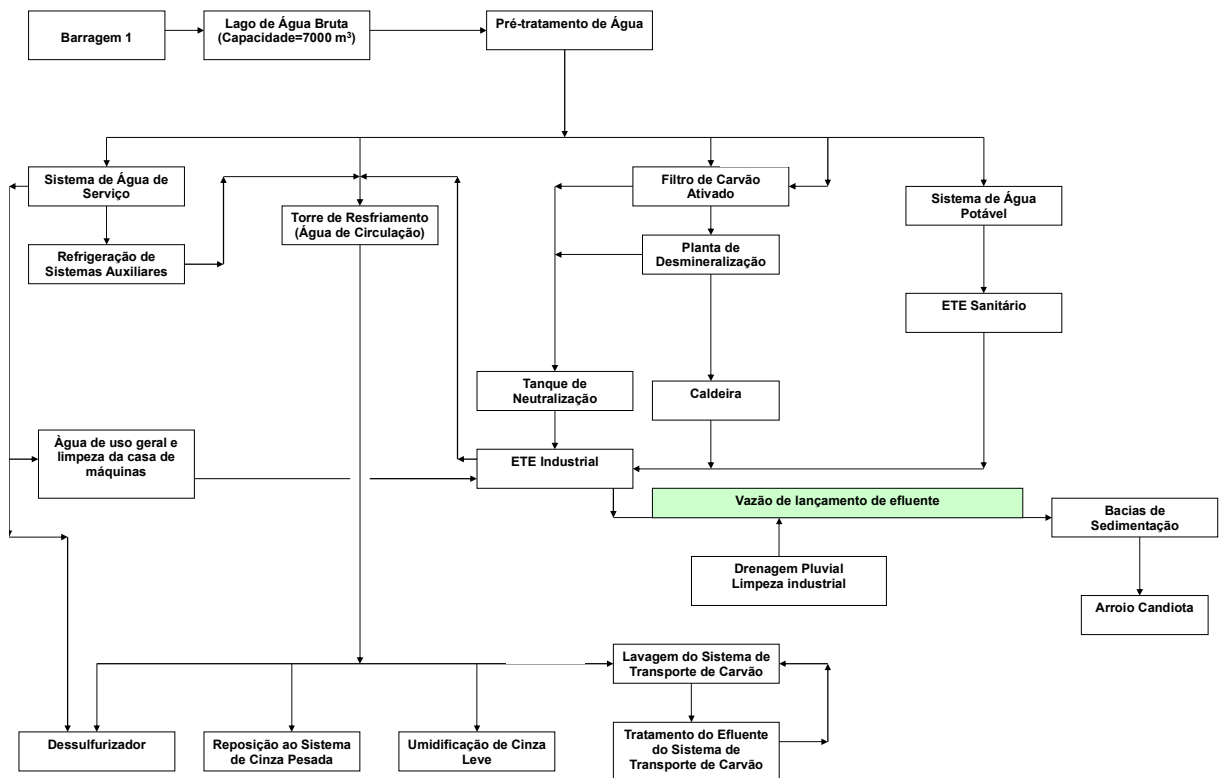 Barragem 1
Lago de Água Bruta
(Capacidade=7000 m³)
Pré-tratamento de Água
Sistema de Água de
Serviço
Filtro de Carvão
Ativado
Sistema de Água
Potável
Torre de Resfriamento
(Água de Circulação)
Refrigeração de
Sistemas Auxiliares
Planta de
Desmineralização
ETE Sanitário
Tanque de
Neutralização
Caldeira
Àgua de uso geral e
limpeza da casa de
máquinas
ETE Industrial
Vazão de lançamento de efluente
Bacias de
Sedimentação
Drenagem Pluvial
Limpeza industrial
Arroio Candiota
Lavagem do Sistema de
Transporte de Carvão
Dessulfurizador
Reposição ao Sistema
de Cinza Pesada
Umidificação de Cinza
Leve
Tratamento do Efluente
do Sistema de
Transporte de Carvão